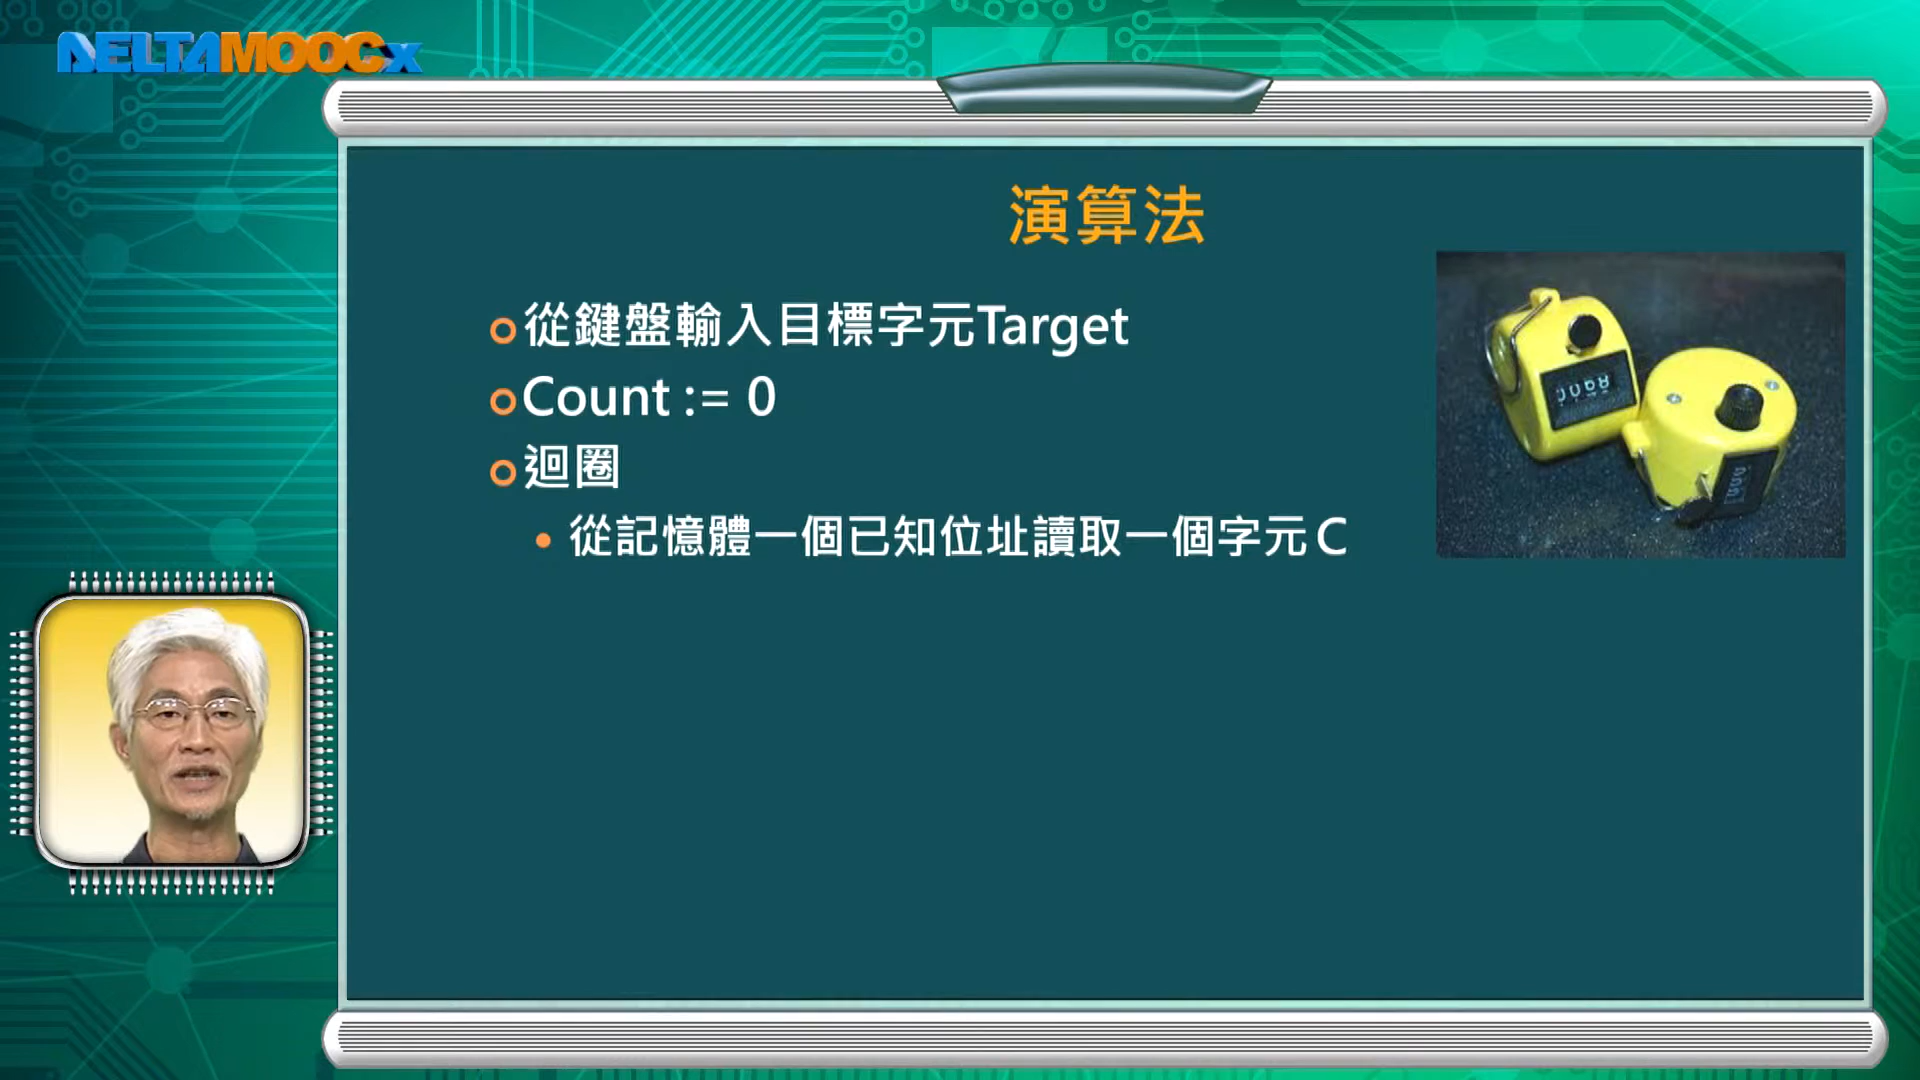 DELTAMOOCx
演算法
從鍵盤輸入目標字元Target
Count := 0
迴圈
從記憶體一個已知位址讀取一個字元C